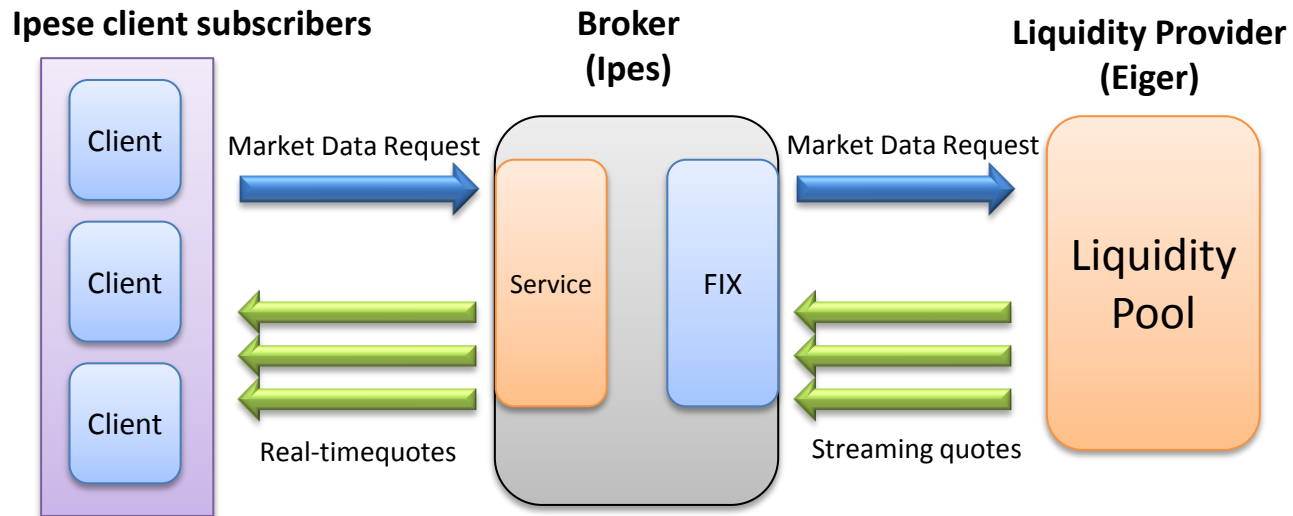 Ipese client subscribers
Broker
(Ipes)
Liquidity Provider
(Eiger)
Client
Client
Client
Market Data Request
Real-timequotes
Service
FIX
Market Data Request
Streaming quotes
Liquidity
Pool